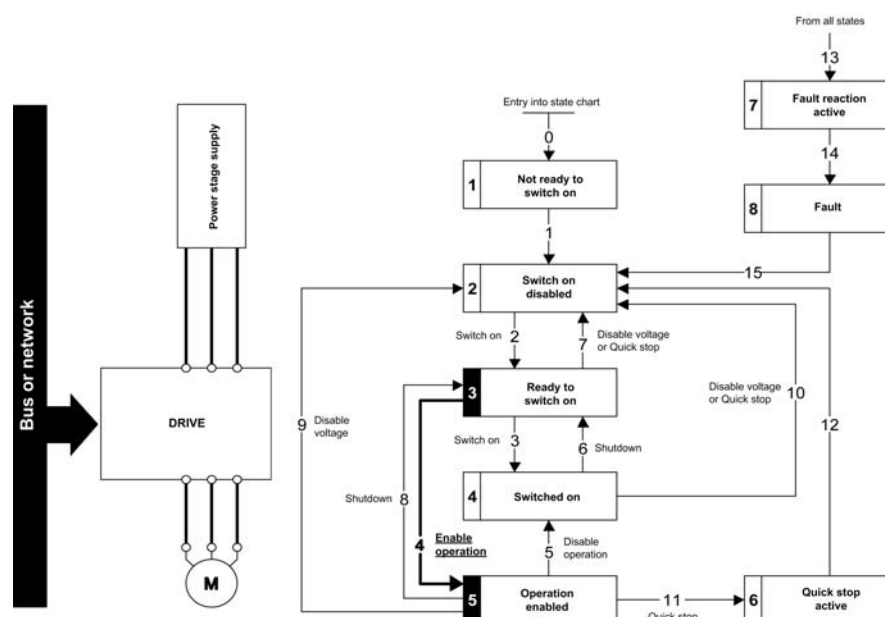 From all states
13
7
Fault reaction
active
14
8
Fault
15
Entry into state chart
0
1
Not ready to
switch on
1
2
Switch on
disabled
Switch on
2
7
Disable voltage
or Quick stop
3
Ready to
switch on
Switch on
3
6
Shutdown
4
Switched on
9
Disable
voltage
Shutdown
8
4
Enable
operation
5
Disable
operation
5
Operation
enabled
11
Quick stop
6
Quick stop
active
Disable voltage
or Quick stop
10
12
Bus or network
Power stage supply
DRIVE
M